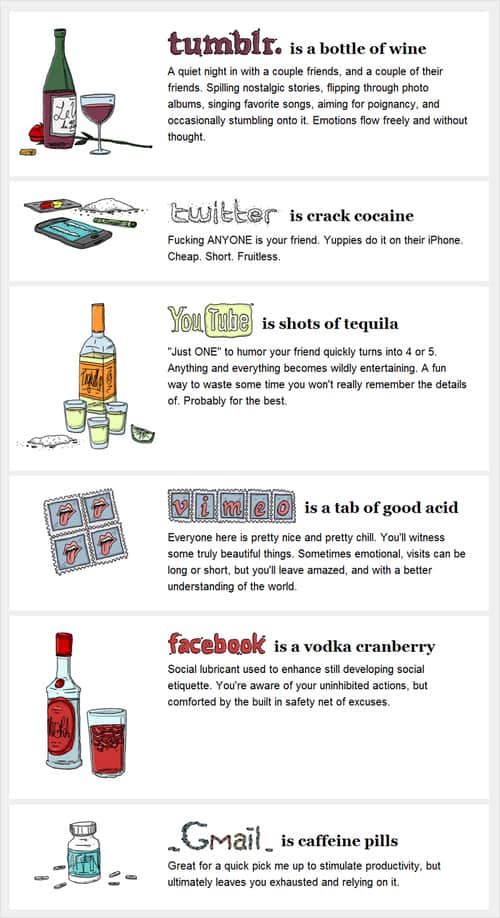 tumblr. is a bottle of wine
A quiet night in with a couple friends, and a couple of their
friends. Spilling nostalgic stories, flipping through photo
albums, singing favorite songs, aiming for poignancy, and
occasionally stumbling onto it. Emotions flow freely and without
thought.
twitter is crack cocaine
Fucking ANYONE is your friend. Yuppies do it on their iPhone.
Cheap. Short. Fruitless.
YouTube is shots of tequila
"Just ONE" to humor your friend quickly turns into 4 or 5.
Anything and everything becomes wildly entertaining. A fun
way to waste some time you won't really remember the details
of. Probably for the best.
vimeo is a tab of good acid
Everyone here is pretty nice and pretty chill. You'll witness
some truly beautiful things. Sometimes emotional, visits can be
long or short, but you'll leave amazed, and with a better
understanding of the world.
facebook is a vodka cranberry
Social lubricant used to enhance still developing social
etiquette. You're aware of your uninhibited actions, but
comforted by the built in safety net of excuses.
GMail is caffeine pills
Great for a quick pick me up to stimulate productivity, but
ultimately leaves you exhausted and relying on it.